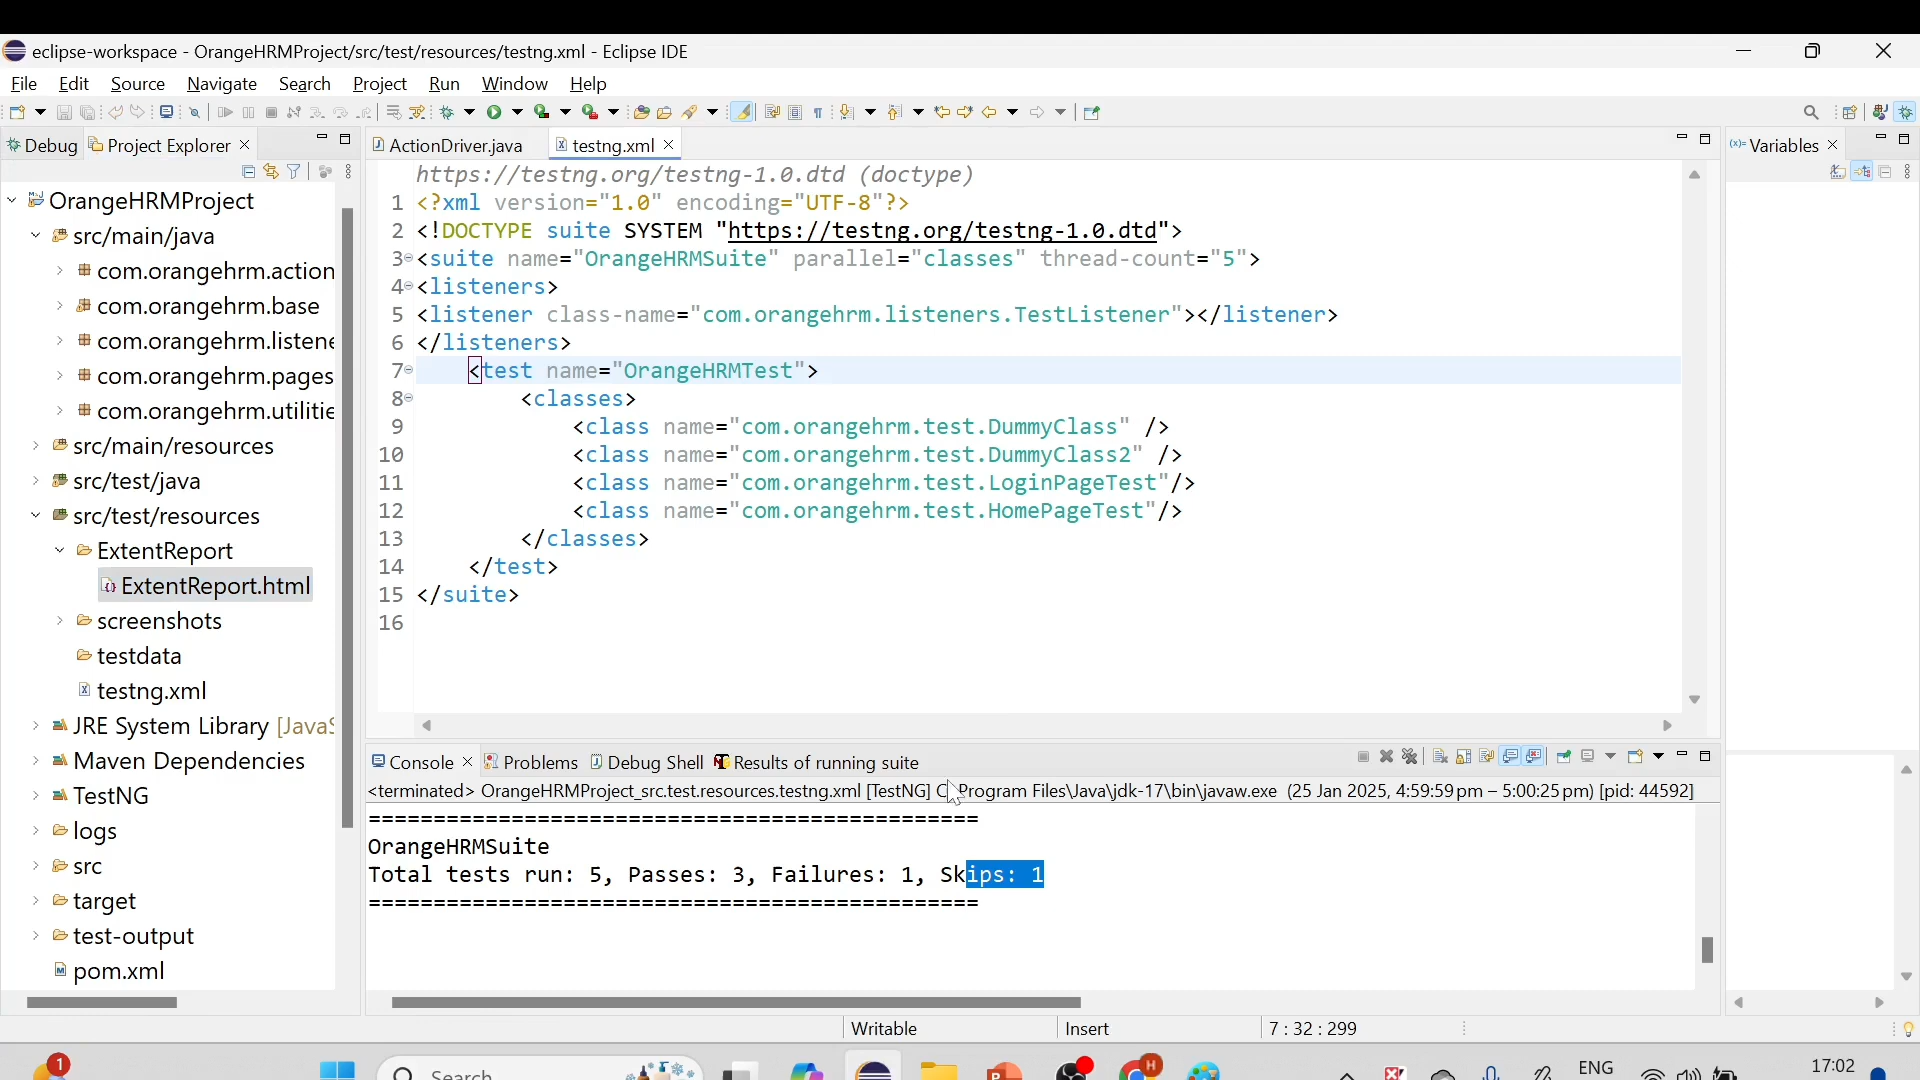 eclipse-workspace - OrangeHRMProject/src/test/resources/testng.xml - Eclipse IDE
File Edit Source Navigate Search Project Run Window Help
Debug Project Explorer
ActionDriver.java testng.xml
Variables
OrangeHRMProject
src/main/java
com.orangehrm.action
com.orangehrm.base
com.orangehrm.listene
com.orangehrm.pages
com.orangehrm.utilitie
src/main/resources
src/test/java
src/test/resources
ExtentReport
ExtentReport.html
screenshots
testdata
testng.xml
JRE System Library [JavaS
Maven Dependencies
TestNG
logs
src
target
test-output
pom.xml
https://testng.org/testng-1.0.dtd (doctype)
1 <?xml version="1.0" encoding="UTF-8"?>
2 <!DOCTYPE suite SYSTEM "https://testng.org/testng-1.0.dtd">
3 <suite name="OrangeHRMSuite" parallel="classes" thread-count="5">
4 <listeners>
5 <listener class-name="com.orangehrm.listeners.TestListener"></listener>
6 </listeners>
7 <test name="OrangeHRMTest">
8 <classes>
9 <class name="com.orangehrm.test.DummyClass" />
10 <class name="com.orangehrm.test.DummyClass2" />
11 <class name="com.orangehrm.test.LoginPageTest"/>
12 <class name="com.orangehrm.test.HomePageTest"/>
13 </classes>
14 </test>
15 </suite>
16
Console Problems Debug Shell Results of running suite
<terminated> OrangeHRMProject_src.test.resources.testng.xml [TestNG] C Program Files\Java\jdk-17\bin\javaw.exe (25 Jan 2025, 4:59:59 pm – 5:00:25 pm) [pid: 44592]
===============================================
OrangeHRMSuite
Total tests run: 5, Passes: 3, Failures: 1, Skips: 1
===============================================
Writable Insert 7 : 32 : 299
1 Search H ENG 17:02